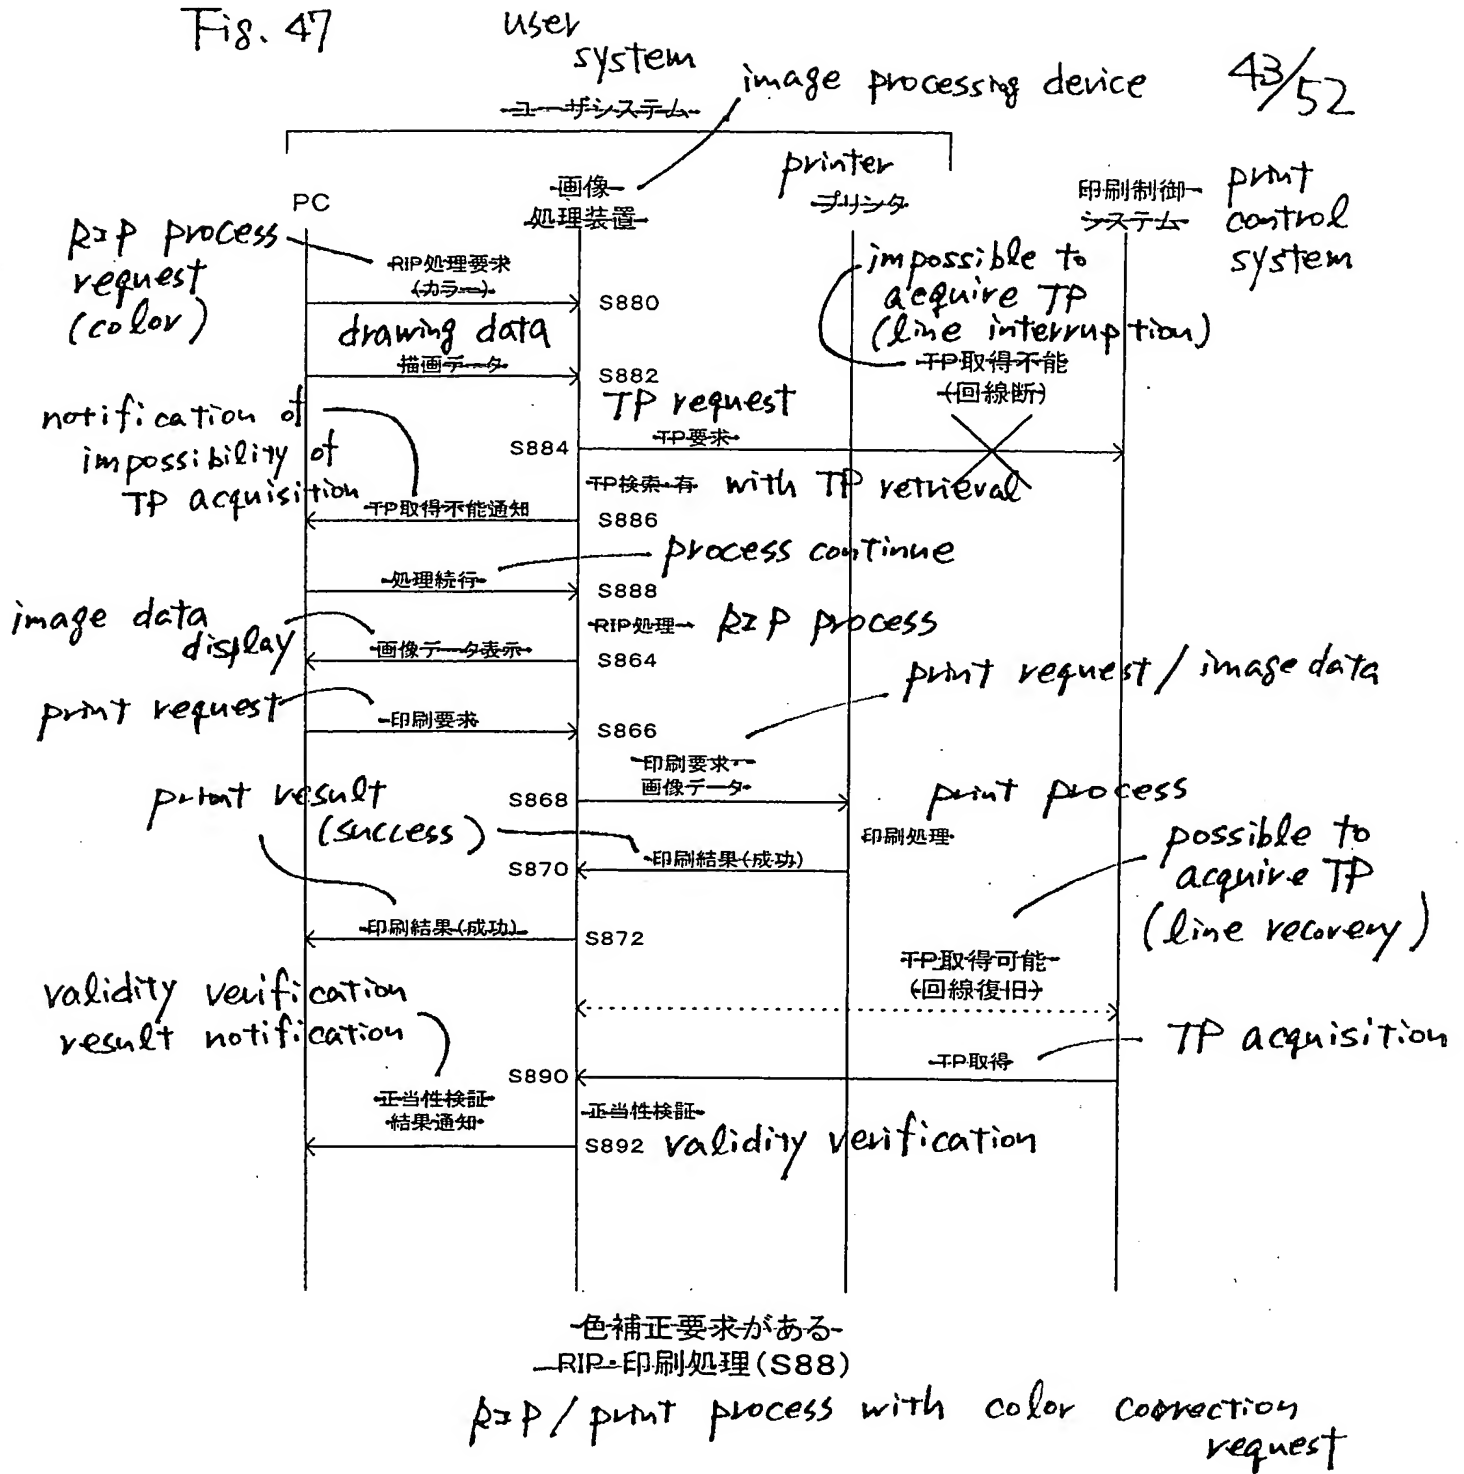 Fig. 47
user
system
image processing device
43/52
ユーザシステム
PC
画像
処理装置
printer
プリンタ
印刷制御
システム
print
control
system
RIP process
request
(color)
RIP処理要求
(カラー)
S880
impossible to
acquire TP
(line interruption)
drawing data
描画データ
S882
TP取得不能
(回線断)
notification of
impossibility of
TP acquisition
TP request
S884
TP要求
TP検索・有
with TP retrieval
TP取得不能通知
S886
process continue
処理続行
S888
image data
display
RIP処理
RIP process
画像データ表示
S864
print request / image data
print request
印刷要求
S866
印刷要求・
画像データ
S868
print result
(success)
print process
印刷処理
印刷結果(成功)
S870
possible to
acquire TP
(line recovery)
印刷結果(成功)
S872
TP取得可能
(回線復旧)
validity verification
result notification
TP acquisition
TP取得
S890
正当性検証
結果通知
正当性検証
S892
validity verification
色補正要求がある
RIP・印刷処理(S88)
RIP / print process with color correction
request